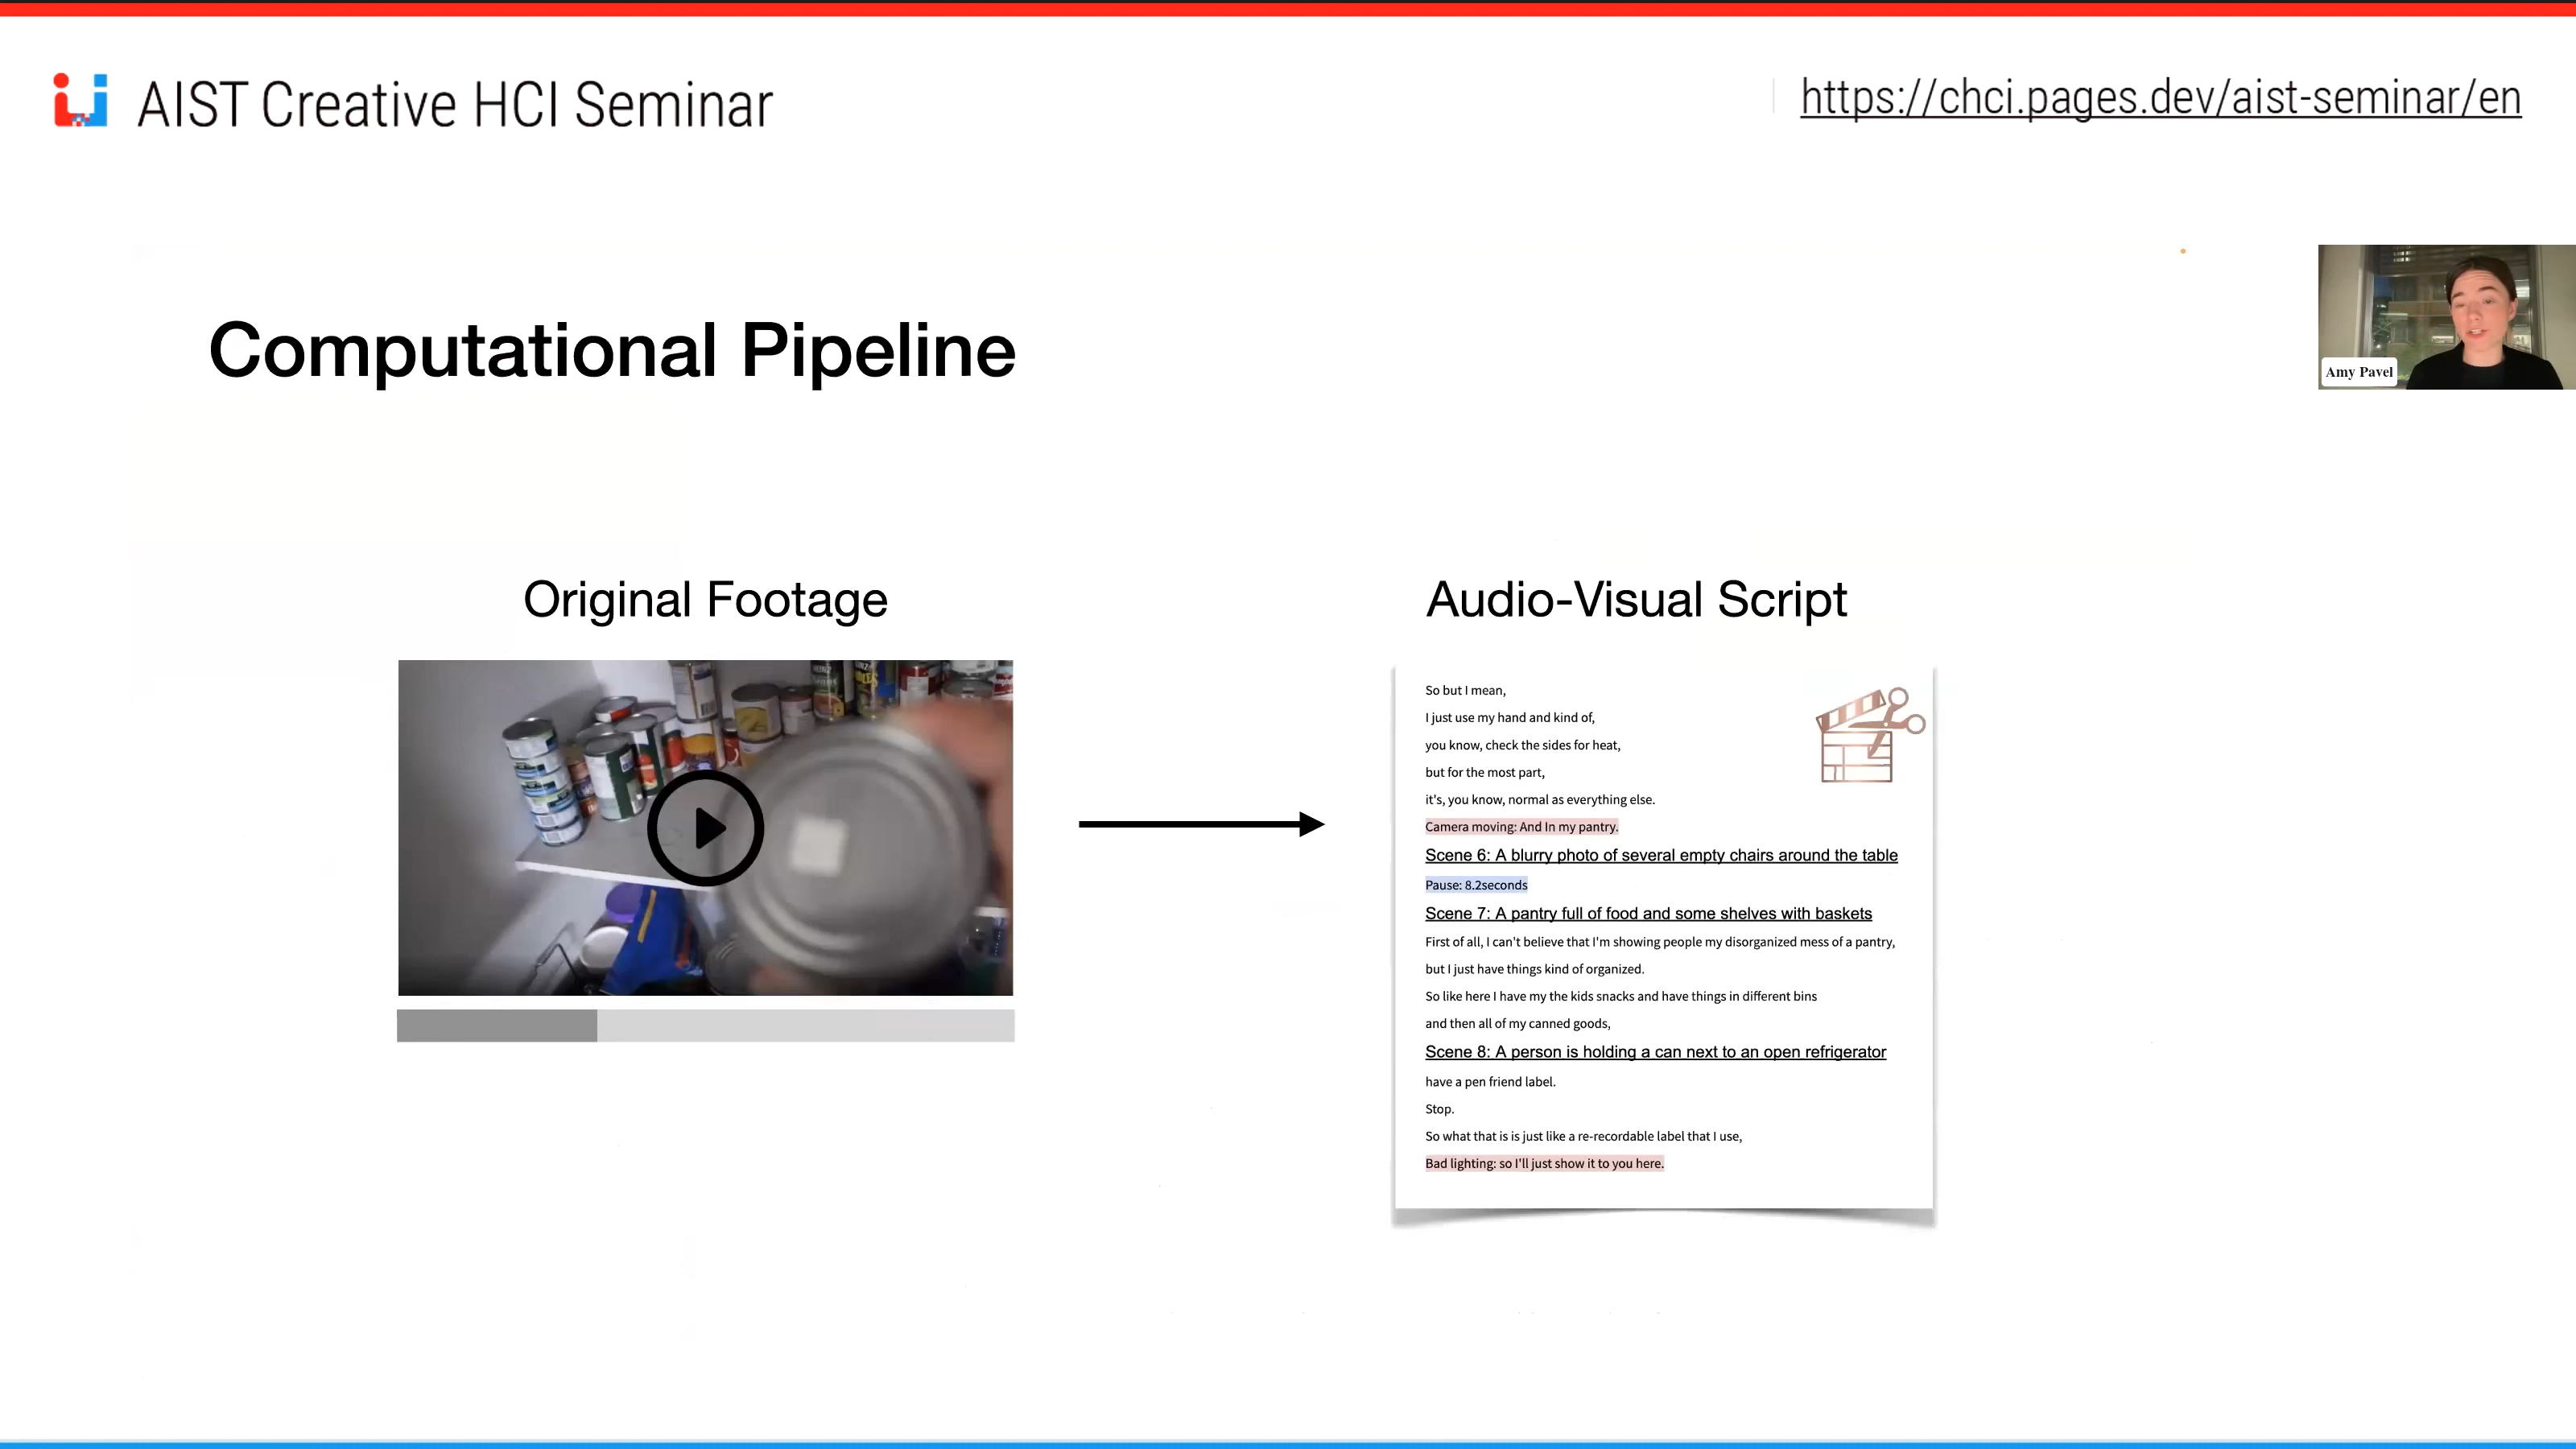 AIST Creative HCI Seminar
https://chci.pages.dev/aist-seminar/en
Computational Pipeline
Amy Pavel
Original Footage
Audio-Visual Script
So but I mean,
I just use my hand and kind of,
you know, check the sides for heat,
but for the most part,
it's, you know, normal as everything else.
Camera moving: And In my pantry.
Scene 6: A blurry photo of several empty chairs around the table
Pause: 8.2seconds
Scene 7: A pantry full of food and some shelves with baskets
First of all, I can't believe that I'm showing people my disorganized mess of a pantry,
but I just have things kind of organized.
So like here I have my the kids snacks and have things in different bins
and then all of my canned goods,
Scene 8: A person is holding a can next to an open refrigerator
have a pen friend label.
Stop.
So what that is is just like a re-recordable label that I use,
Bad lighting: so I'll just show it to you here.